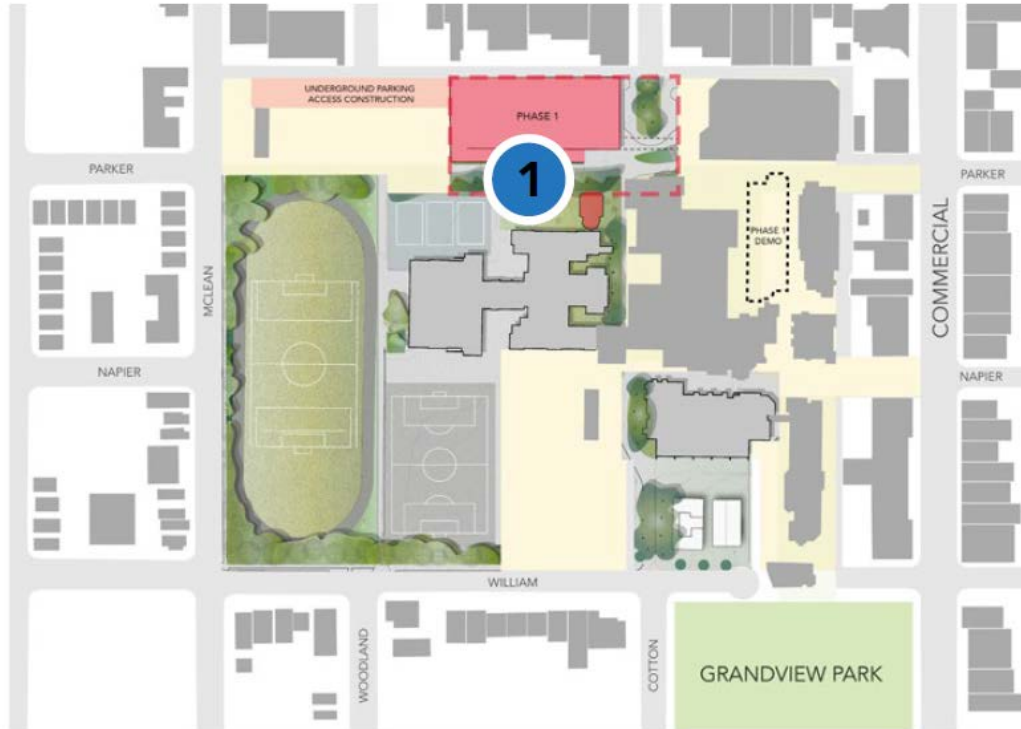 UNDERGROUND PARKING
ACCESS CONSTRUCTION
PHASE 1
1
PARKER
PARKER
PHASE 1
DEMO
MCLEAN
COMMERCIAL
NAPIER
NAPIER
WILLIAM
WOODLAND
COTTON
GRANDVIEW PARK